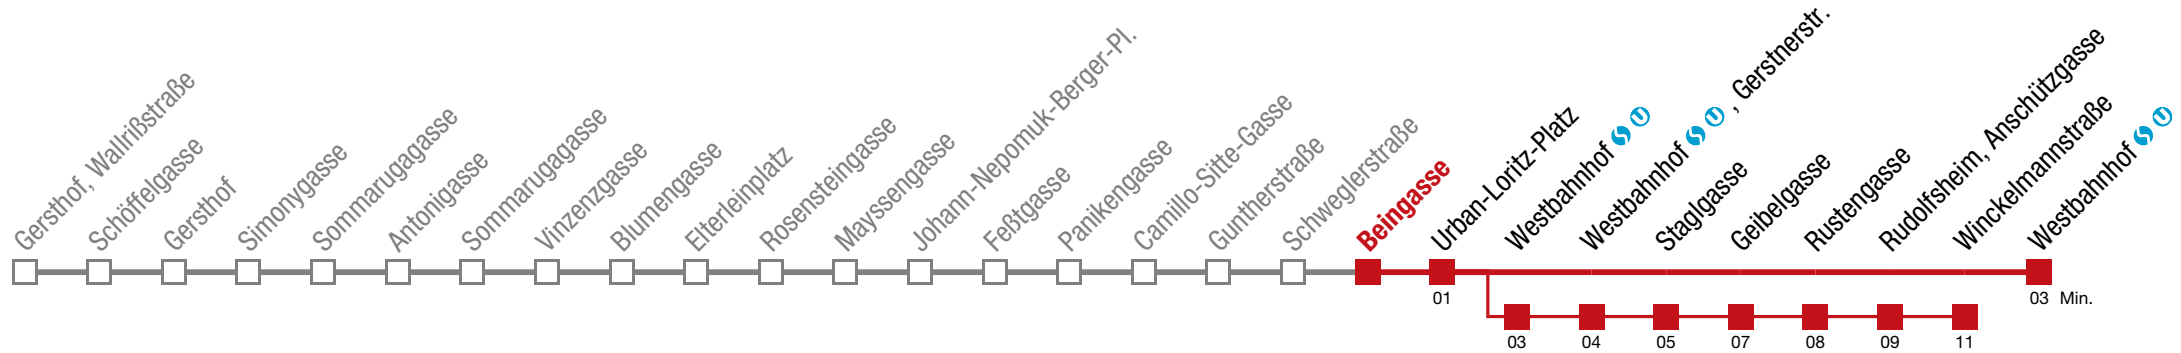 Gersthof, Wallrißstraße
Schöffelgasse
Gersthof
Simonygasse
Sommarugagasse
Antonigasse
Sommarugagasse
Vinzenzgasse
Blumengasse
Elterleinplatz
Rosensteingasse
Mayssengasse
Johann-Nepomuk-Berger-Pl.
Feßtgasse
Panikengasse
Camillo-Sitte-Gasse
Guntherstraße
Schweglerstraße
Beingasse
Urban-Loritz-Platz
Westbahnhof S U
Westbahnhof S U , Gerstnerstr.
Staglgasse
Geibelgasse
Rustengasse
Rudolfsheim, Anschützgasse
Winckelmannstraße
Westbahnhof S U
01
03 Min.
03
04
05
07
08
09
11